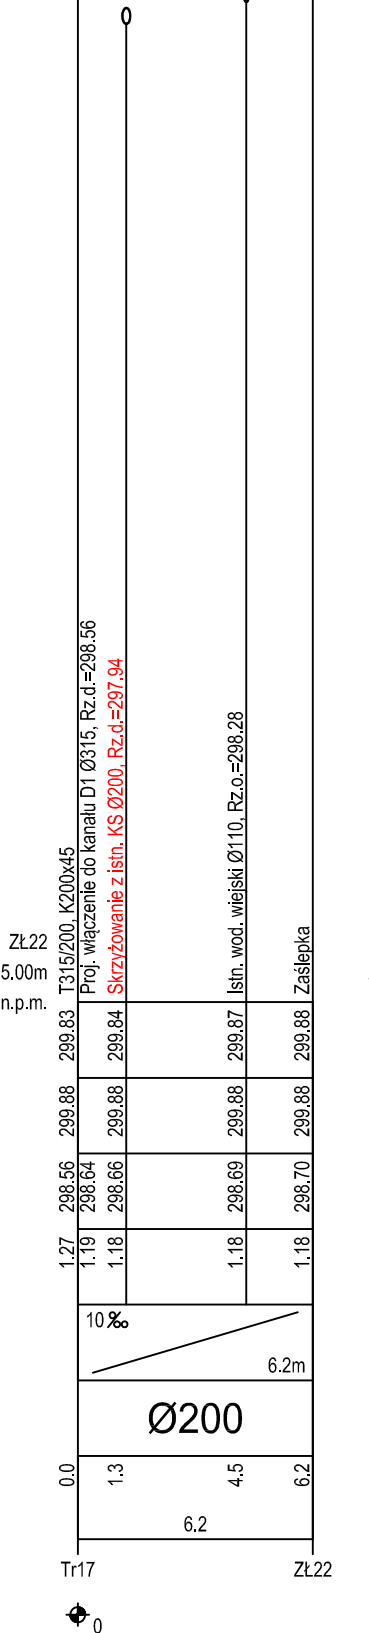 0
T315/200, K200x45
Proj. włączenie do kanału D1 Ø315, Rz.d.=298.56
Skrzyżowanie z istn. KS Ø200, Rz.d.=297.94
Istn. wod. wiejski Ø110, Rz.o.=298.28
Zaślepka
ZŁ22
5.00m
n.p.m.
299.83 299.84 299.87 299.88
299.88 299.88 299.88 299.88
298.56 298.64 298.66 298.69 298.70
1.27 1.19 1.18 1.18 1.18
10‰
6.2m
Ø200
0.0 1.3 4.5 6.2
6.2
Tr17 ZŁ22
0